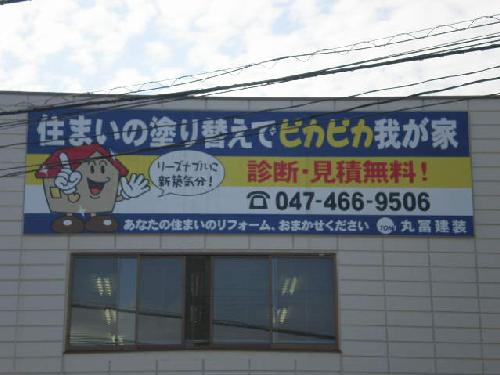 住まいの塗り替えでピカピカ我が家
リーズナブルに
新築気分!
診断・見積無料!
☎047-466-9506
あなたの住まいのリフォーム、おまかせください 丸冨建装